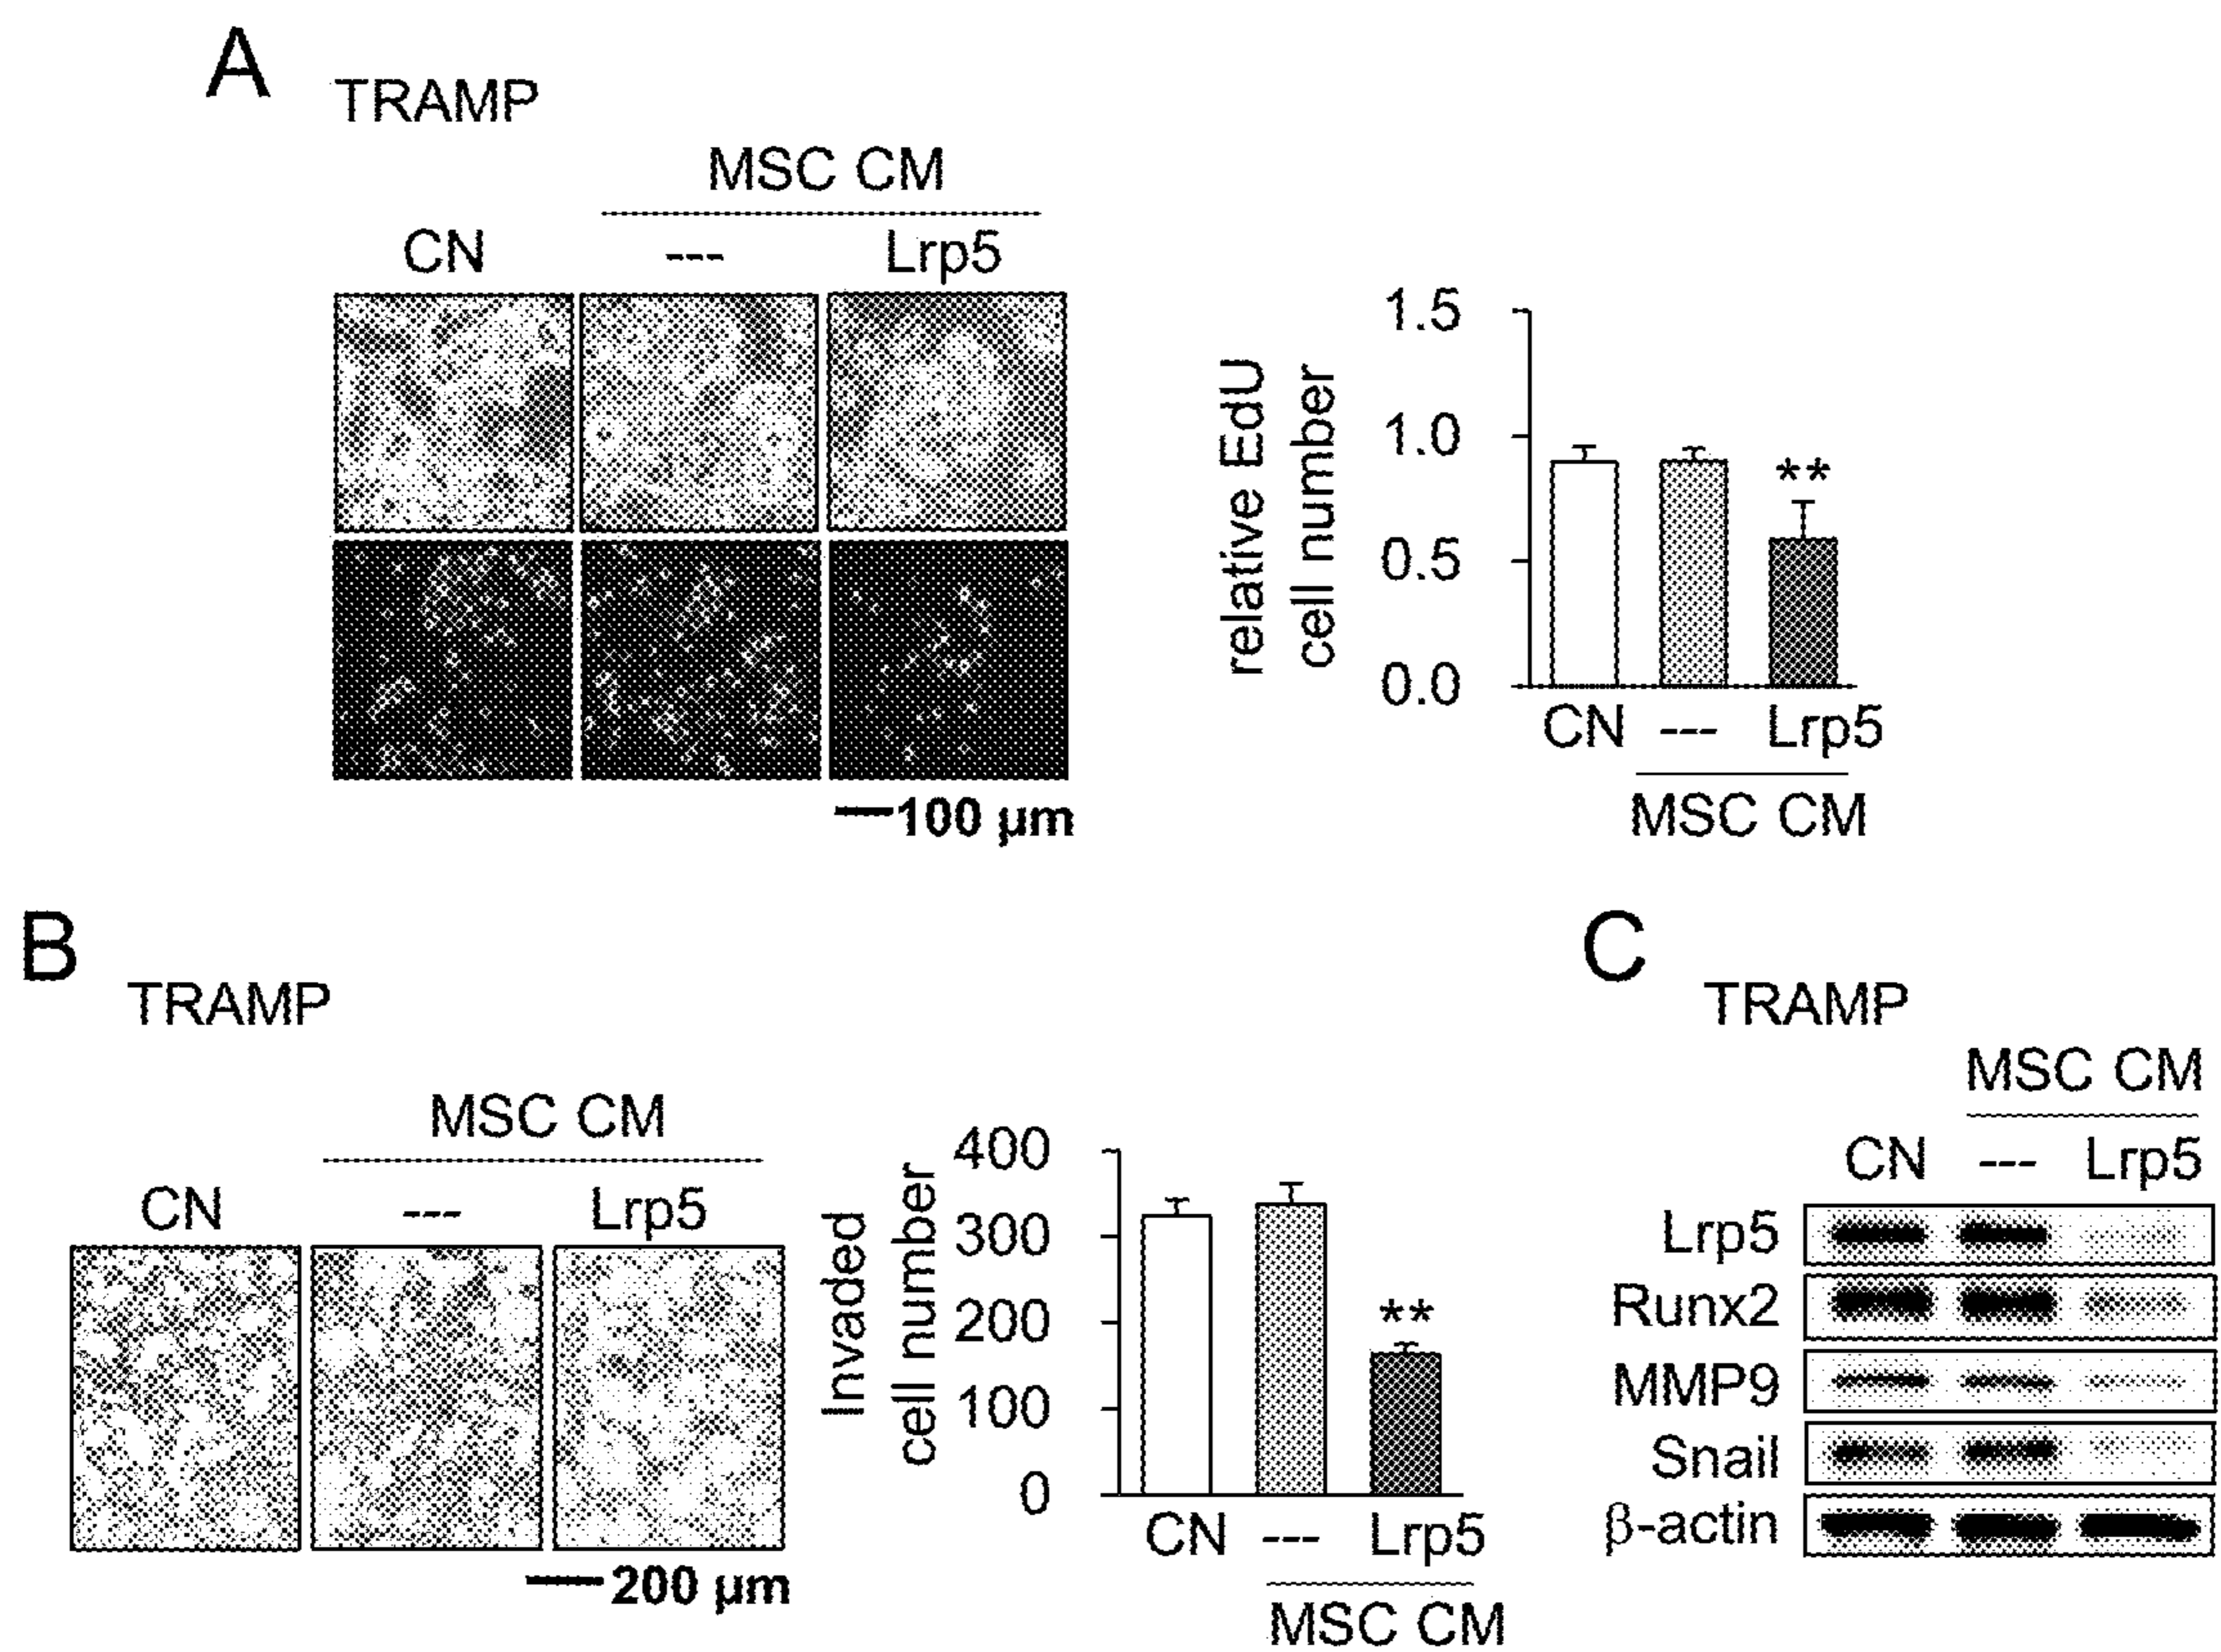 A
TRAMP
MSC CM
CN --- Lrp5
100 µm
relative EdU
cell number
1.5
1.0
0.5
0.0
**
CN --- Lrp5
MSC CM
B
TRAMP
MSC CM
CN --- Lrp5
200 µm
Invaded
cell number
400
300
200
100
0
**
CN --- Lrp5
MSC CM
C
TRAMP
MSC CM
CN --- Lrp5
Lrp5
Runx2
MMP9
Snail
β-actin